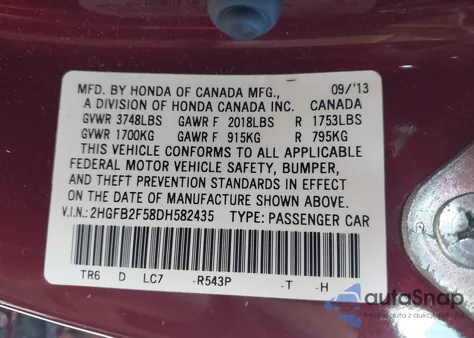 MFD. BY HONDA OF CANADA MFG., 09/'13
A DIVISION OF HONDA CANADA INC. CANADA
GVWR 3748LBS GAWR F 2018LBS R 1753LBS
GVWR 1700KG GAWR F 915KG R 795KG
THIS VEHICLE CONFORMS TO ALL APPLICABLE
FEDERAL MOTOR VEHICLE SAFETY, BUMPER,
AND THEFT PREVENTION STANDARDS IN EFFECT
ON THE DATE OF MANUFACTURE SHOWN ABOVE.
V.I.N.: 2HGFB2F58DH582435 TYPE: PASSENGER CAR
TR6 D LC7 -R543P -T -H
autaSnap